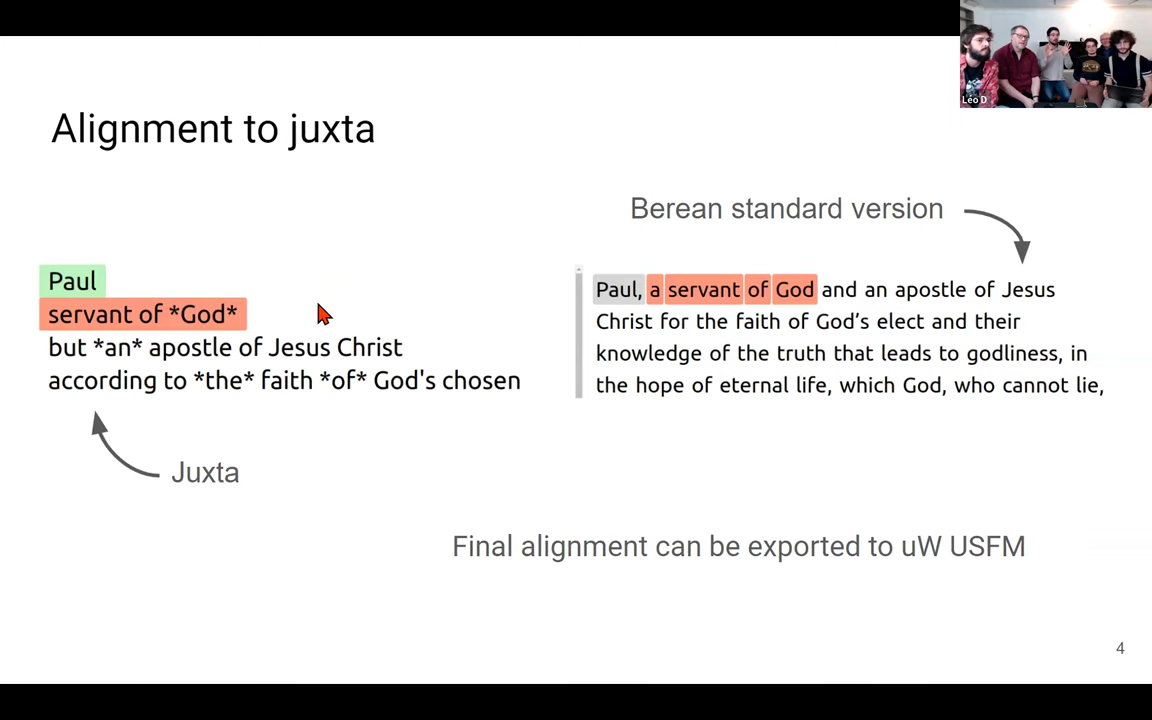 Léo D
Alignment to juxta
Berean standard version
Paul
servant of *God*
but *an* apostle of Jesus Christ
according to *the* faith *of* God's chosen
Paul, a servant of God and an apostle of Jesus
Christ for the faith of God’s elect and their
knowledge of the truth that leads to godliness, in
the hope of eternal life, which God, who cannot lie,
Juxta
Final alignment can be exported to uW USFM
4